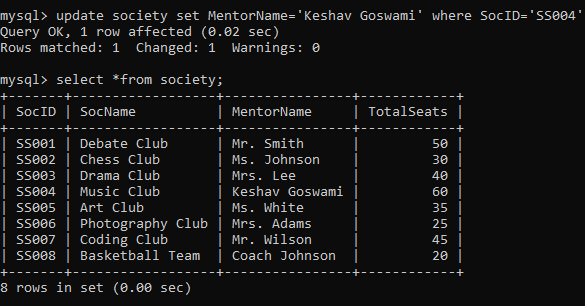 mysql> update society set MentorName='Keshav Goswami' where SocID='SS004'
Query OK, 1 row affected (0.02 sec)
Rows matched: 1  Changed: 1  Warnings: 0

mysql> select *from society;
+-------+------------------+----------------+------------+
| SocID | SocName          | MentorName     | TotalSeats |
+-------+------------------+----------------+------------+
| SS001 | Debate Club      | Mr. Smith      |         50 |
| SS002 | Chess Club       | Ms. Johnson    |         30 |
| SS003 | Drama Club       | Mrs. Lee       |         40 |
| SS004 | Music Club       | Keshav Goswami |         60 |
| SS005 | Art Club         | Ms. White      |         35 |
| SS006 | Photography Club | Mrs. Adams     |         25 |
| SS007 | Coding Club      | Mr. Wilson     |         45 |
| SS008 | Basketball Team  | Coach Johnson  |         20 |
+-------+------------------+----------------+------------+
8 rows in set (0.00 sec)